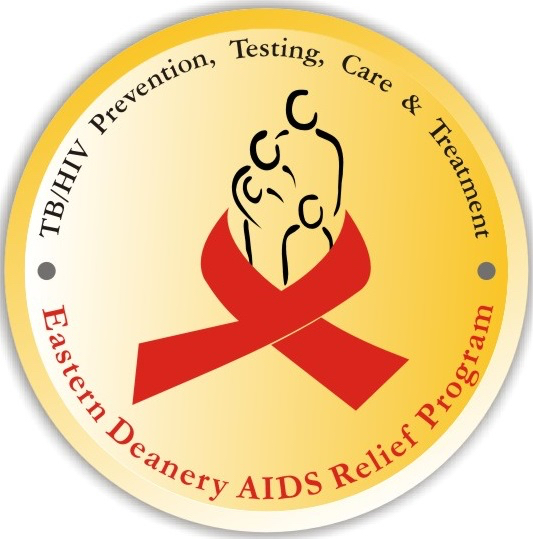 TB/HIV Prevention, Testing, Care & Treatment
Eastern Deanery AIDS Relief Program